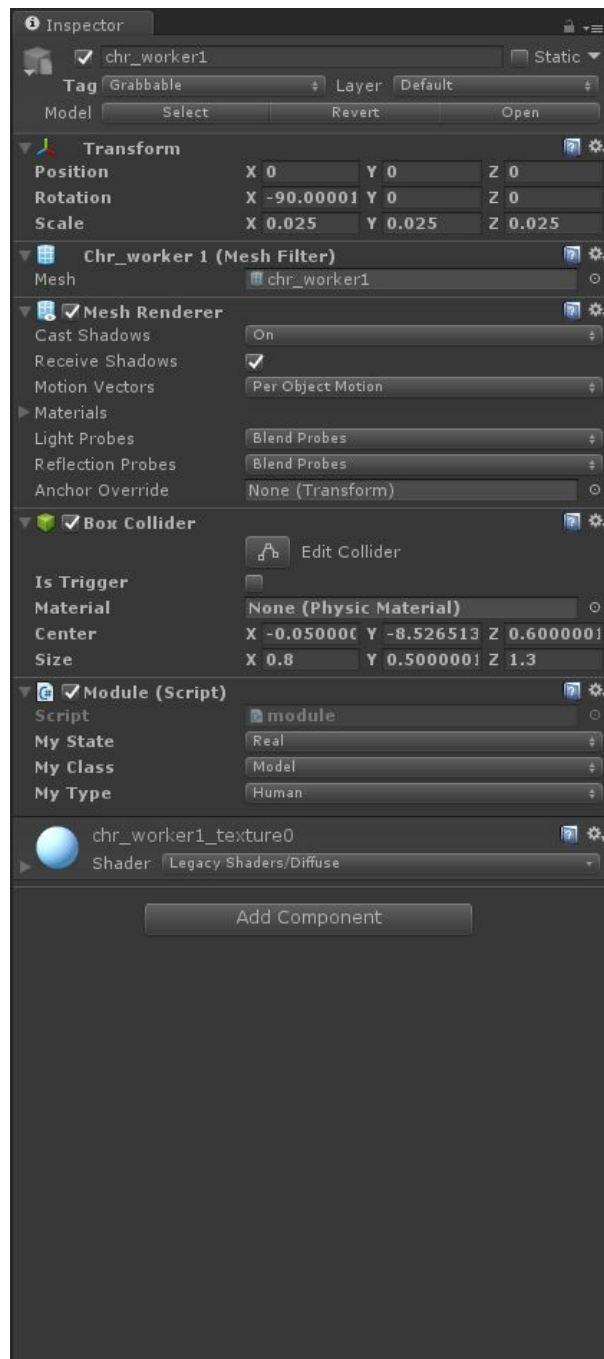 Inspector
chr_worker1 Static
Tag Grabbable Layer Default
Model Select Revert Open
Transform
Position X 0 Y 0 Z 0
Rotation X -90.00001 Y 0 Z 0
Scale X 0.025 Y 0.025 Z 0.025
Chr_worker 1 (Mesh Filter)
Mesh chr_worker1
Mesh Renderer
Cast Shadows On
Receive Shadows
Motion Vectors Per Object Motion
Materials
Light Probes Blend Probes
Reflection Probes Blend Probes
Anchor Override None (Transform)
Box Collider
Edit Collider
Is Trigger
Material None (Physic Material)
Center X -0.05000( Y -8.526513 Z 0.6000001
Size X 0.8 Y 0.5000001 Z 1.3
Module (Script)
Script module
My State Real
My Class Model
My Type Human
chr_worker1_texture0
Shader Legacy Shaders/Diffuse
Add Component